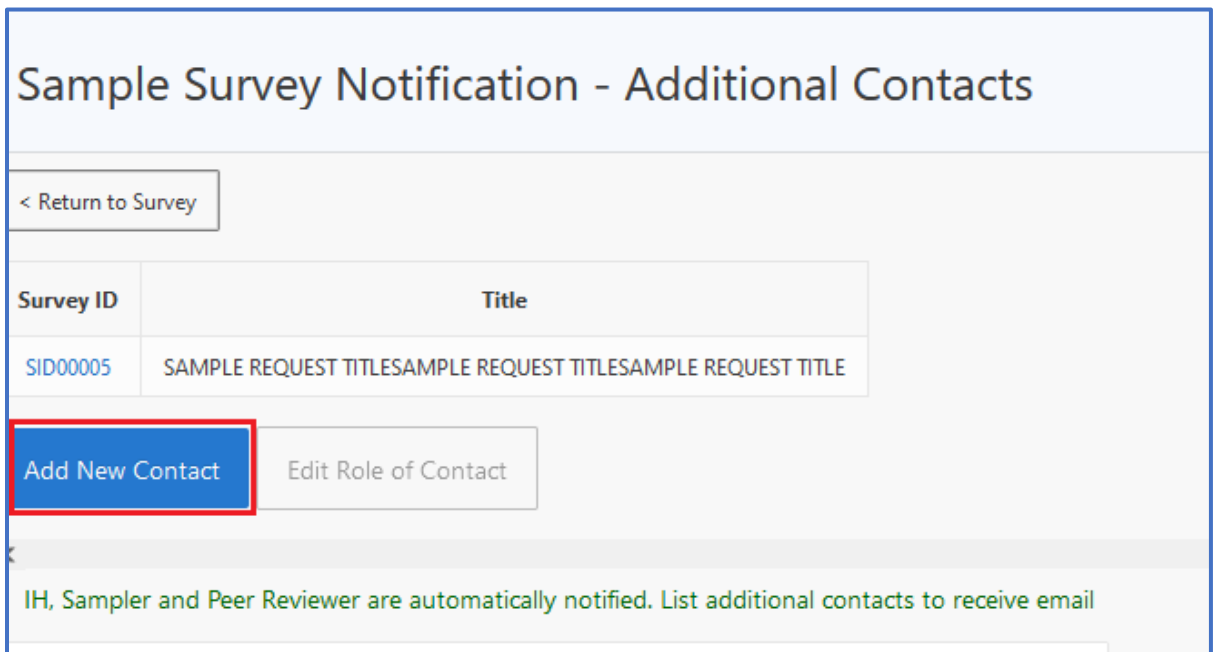 Sample Survey Notification - Additional Contacts
< Return to Survey
Survey ID Title
SID00005 SAMPLE REQUEST TITLESAMPLE REQUEST TITLESAMPLE REQUEST TITLE
Add New Contact Edit Role of Contact
IH, Sampler and Peer Reviewer are automatically notified. List additional contacts to receive email